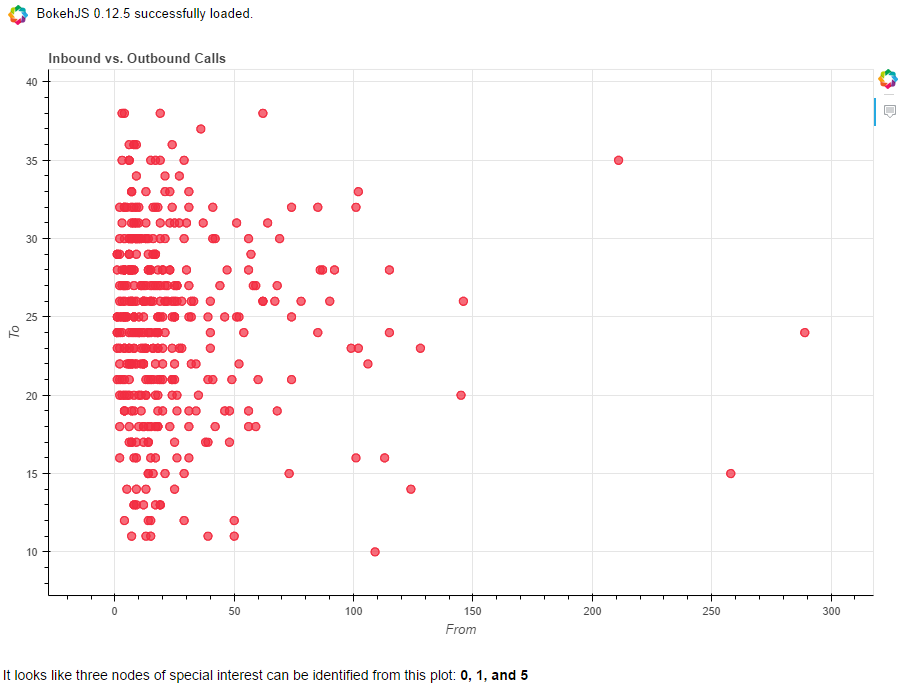 BokehJS 0.12.5 successfully loaded.
Inbound vs. Outbound Calls
40
35
30
25
20
15
10
To
0
50
100
150
200
250
300
From
It looks like three nodes of special interest can be identified from this plot: 0, 1, and 5